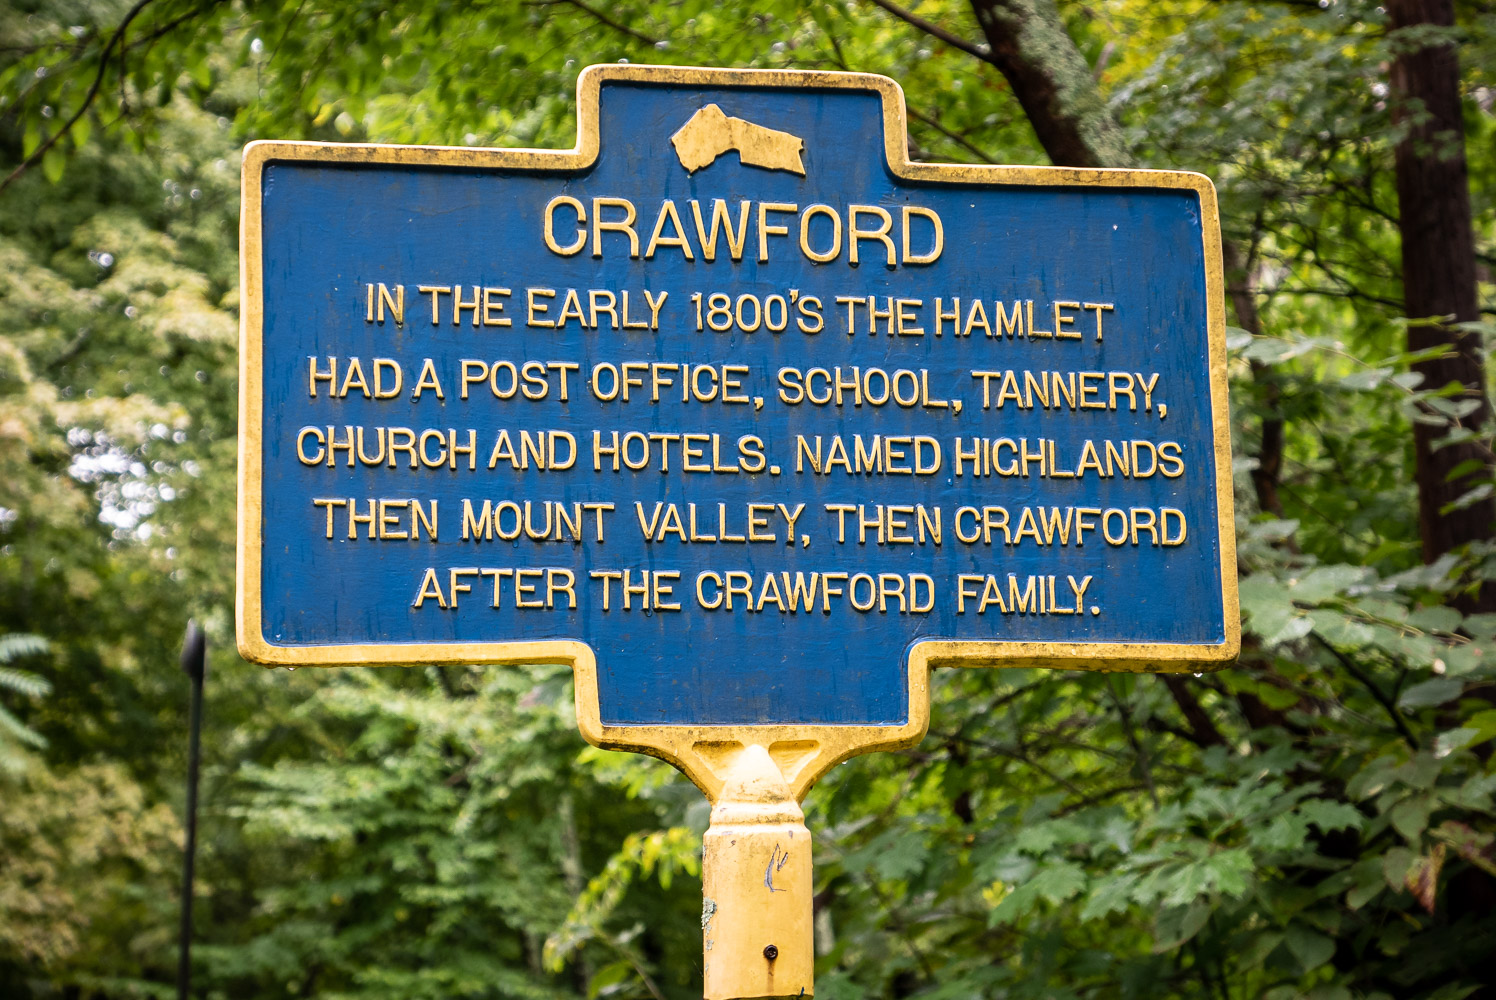 CRAWFORD
IN THE EARLY 1800'S THE HAMLET
HAD A POST OFFICE, SCHOOL, TANNERY,
CHURCH AND HOTELS. NAMED HIGHLANDS
THEN MOUNT VALLEY, THEN CRAWFORD
AFTER THE CRAWFORD FAMILY.